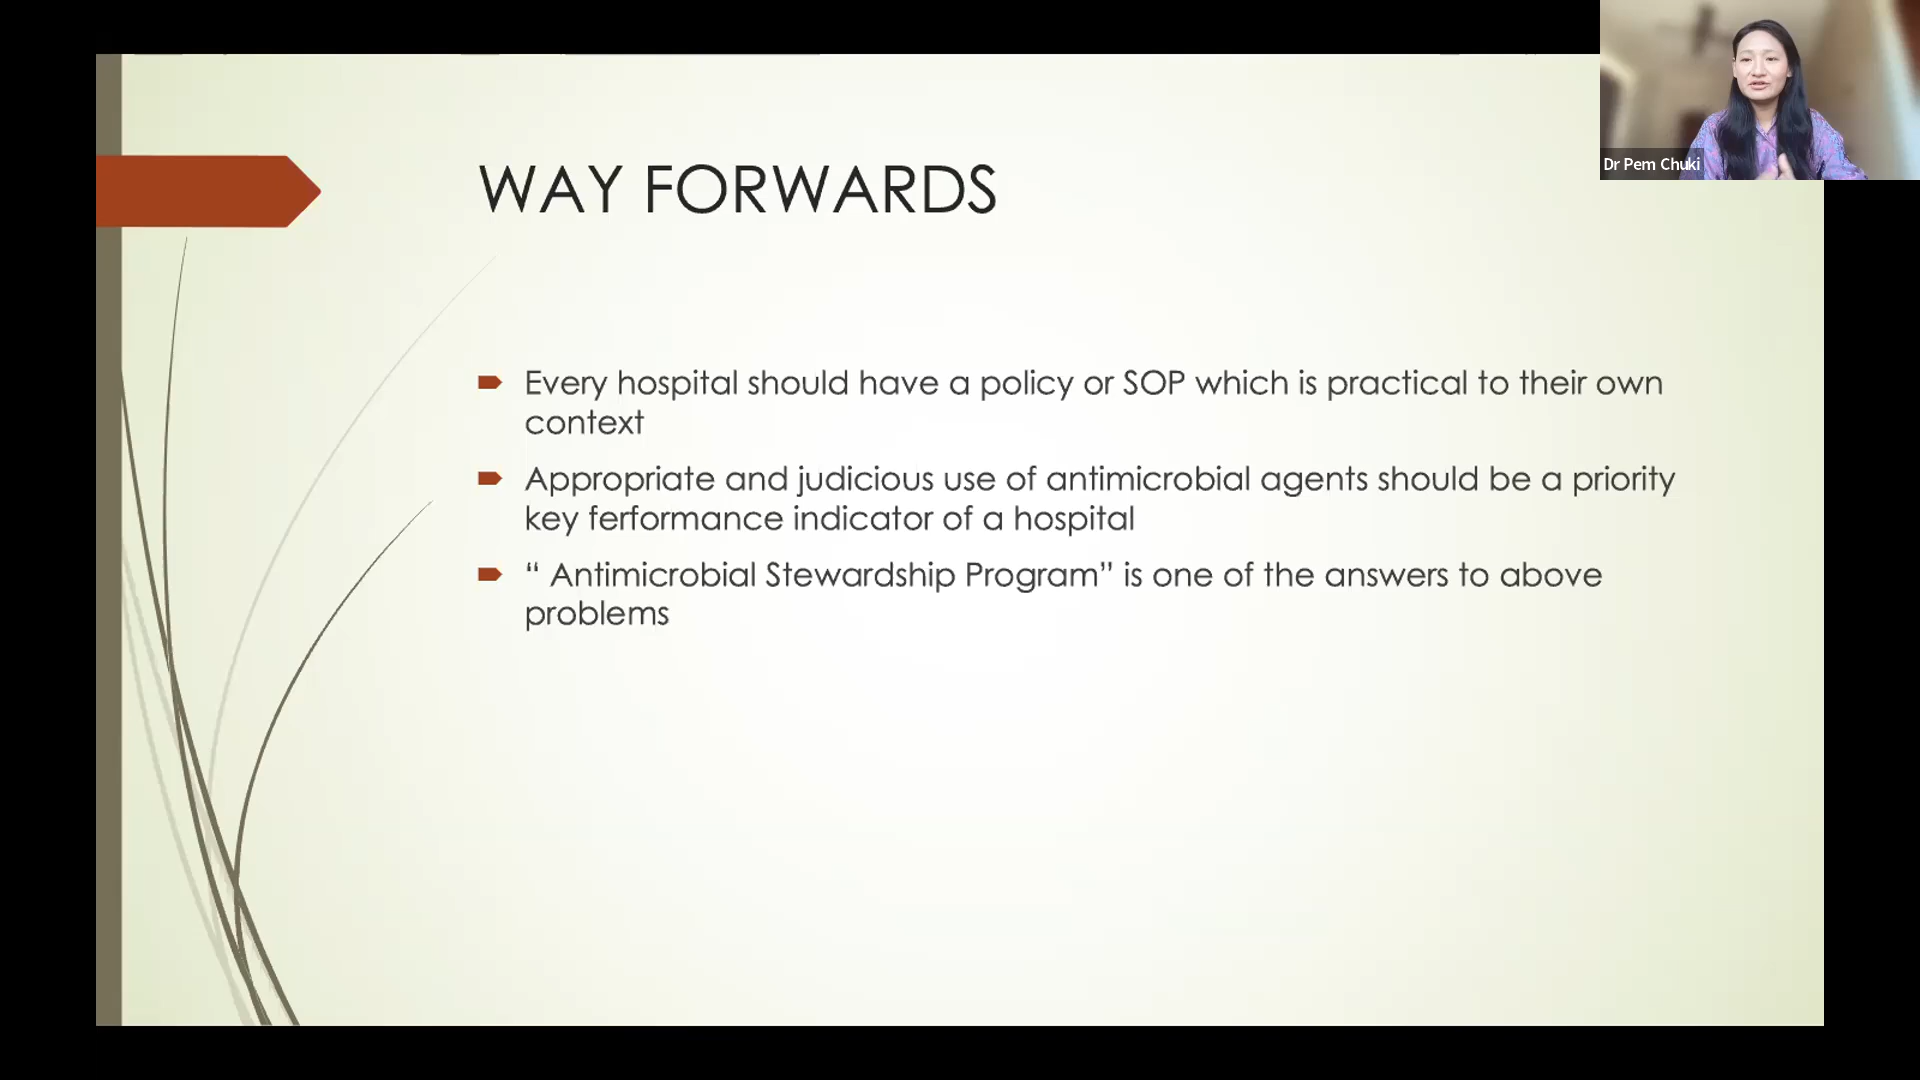 Dr Pem Chuki
WAY FORWARDS
Every hospital should have a policy or SOP which is practical to their own
context
Appropriate and judicious use of antimicrobial agents should be a priority
key ferformance indicator of a hospital
“ Antimicrobial Stewardship Program” is one of the answers to above
problems